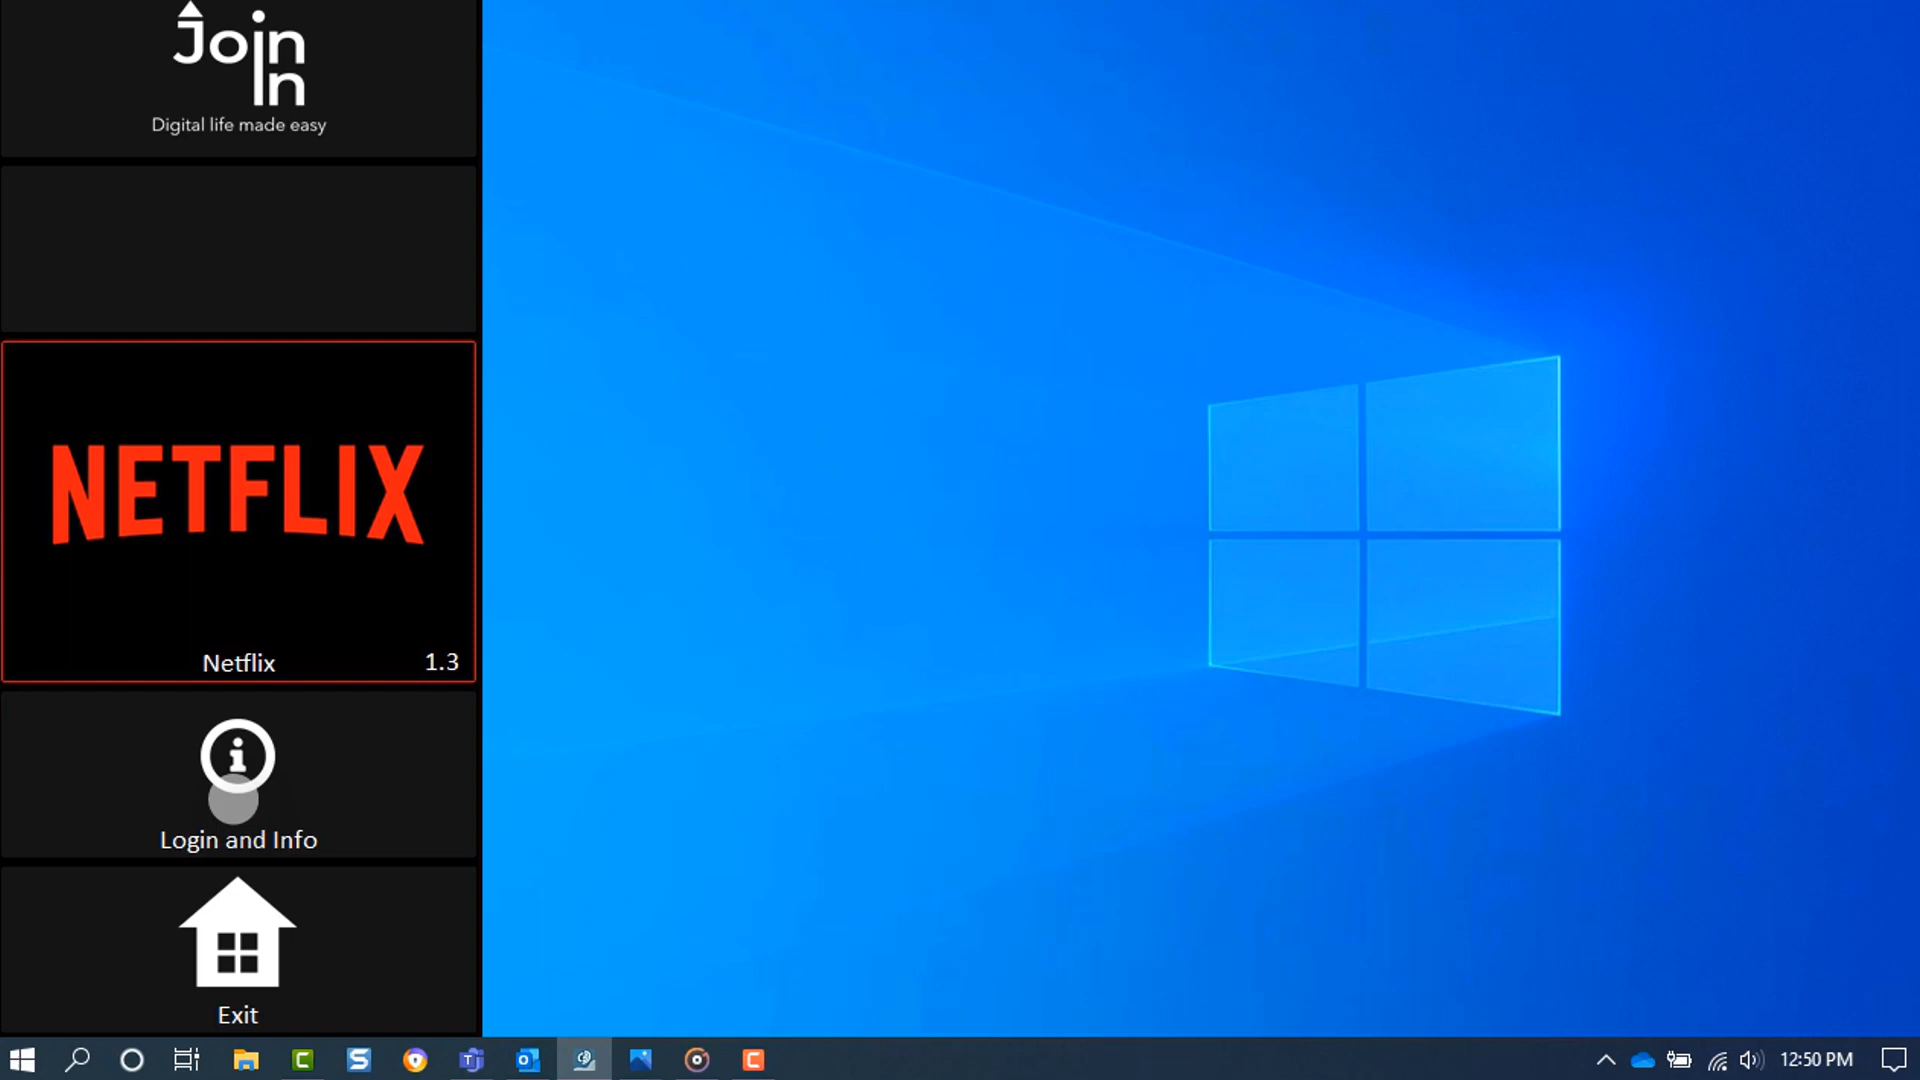 Join
In
Digital life made easy
NETFLIX
Netflix 1.3
Login and Info
Exit
12:50 PM